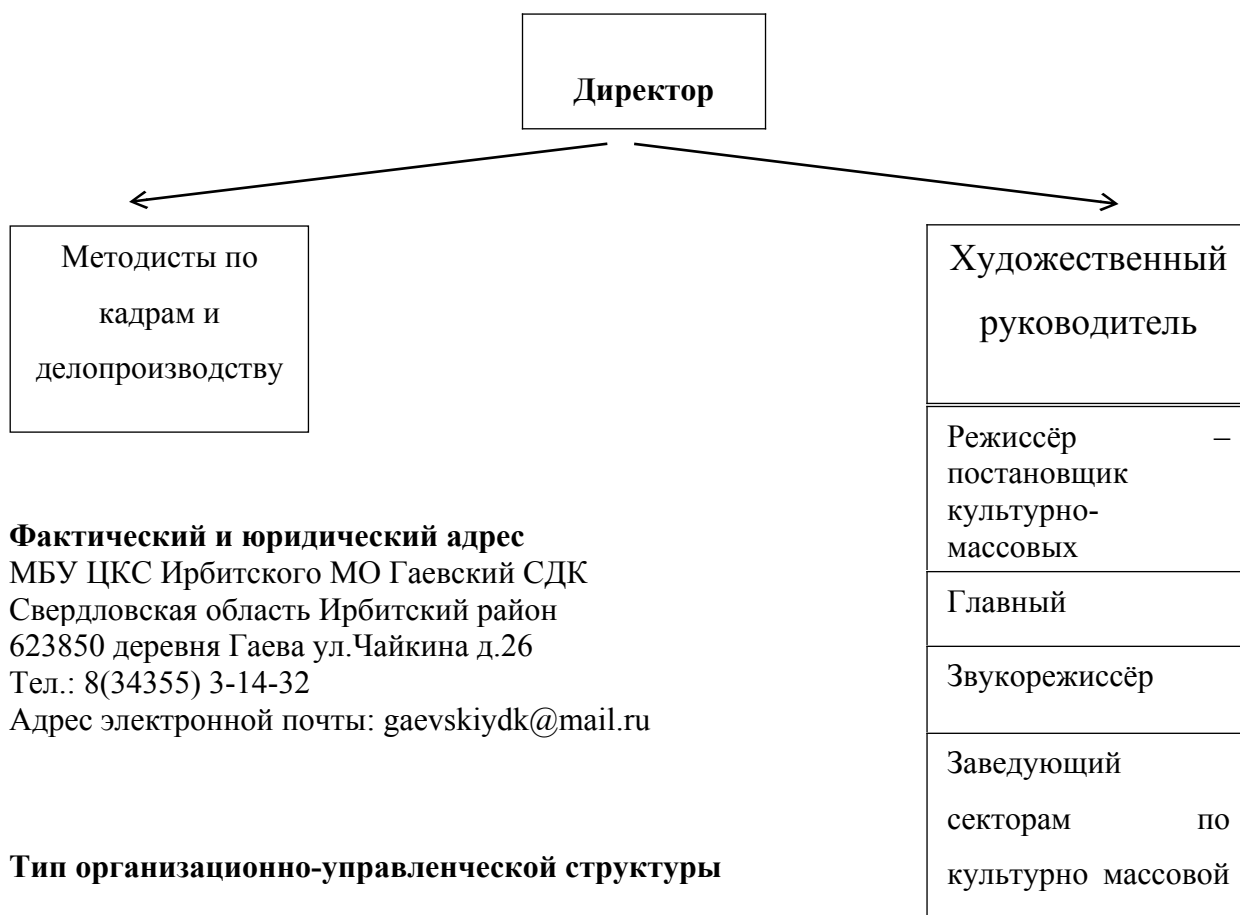 Директор
Методисты по
кадрам и
делопроизводству
Художественный
руководитель
Режиссёр –
постановщик
культурно-
массовых
Главный
Звукорежиссёр
Заведующий
секторам по
культурно массовой
Фактический и юридический адрес
МБУ ЦКС Ирбитского МО Гаевский СДК
Свердловская область Ирбитский район
623850 деревня Гаева ул.Чайкина д.26
Тел.: 8(34355) 3-14-32
Адрес электронной почты: gaevskiydk@mail.ru
Тип организационно-управленческой структуры